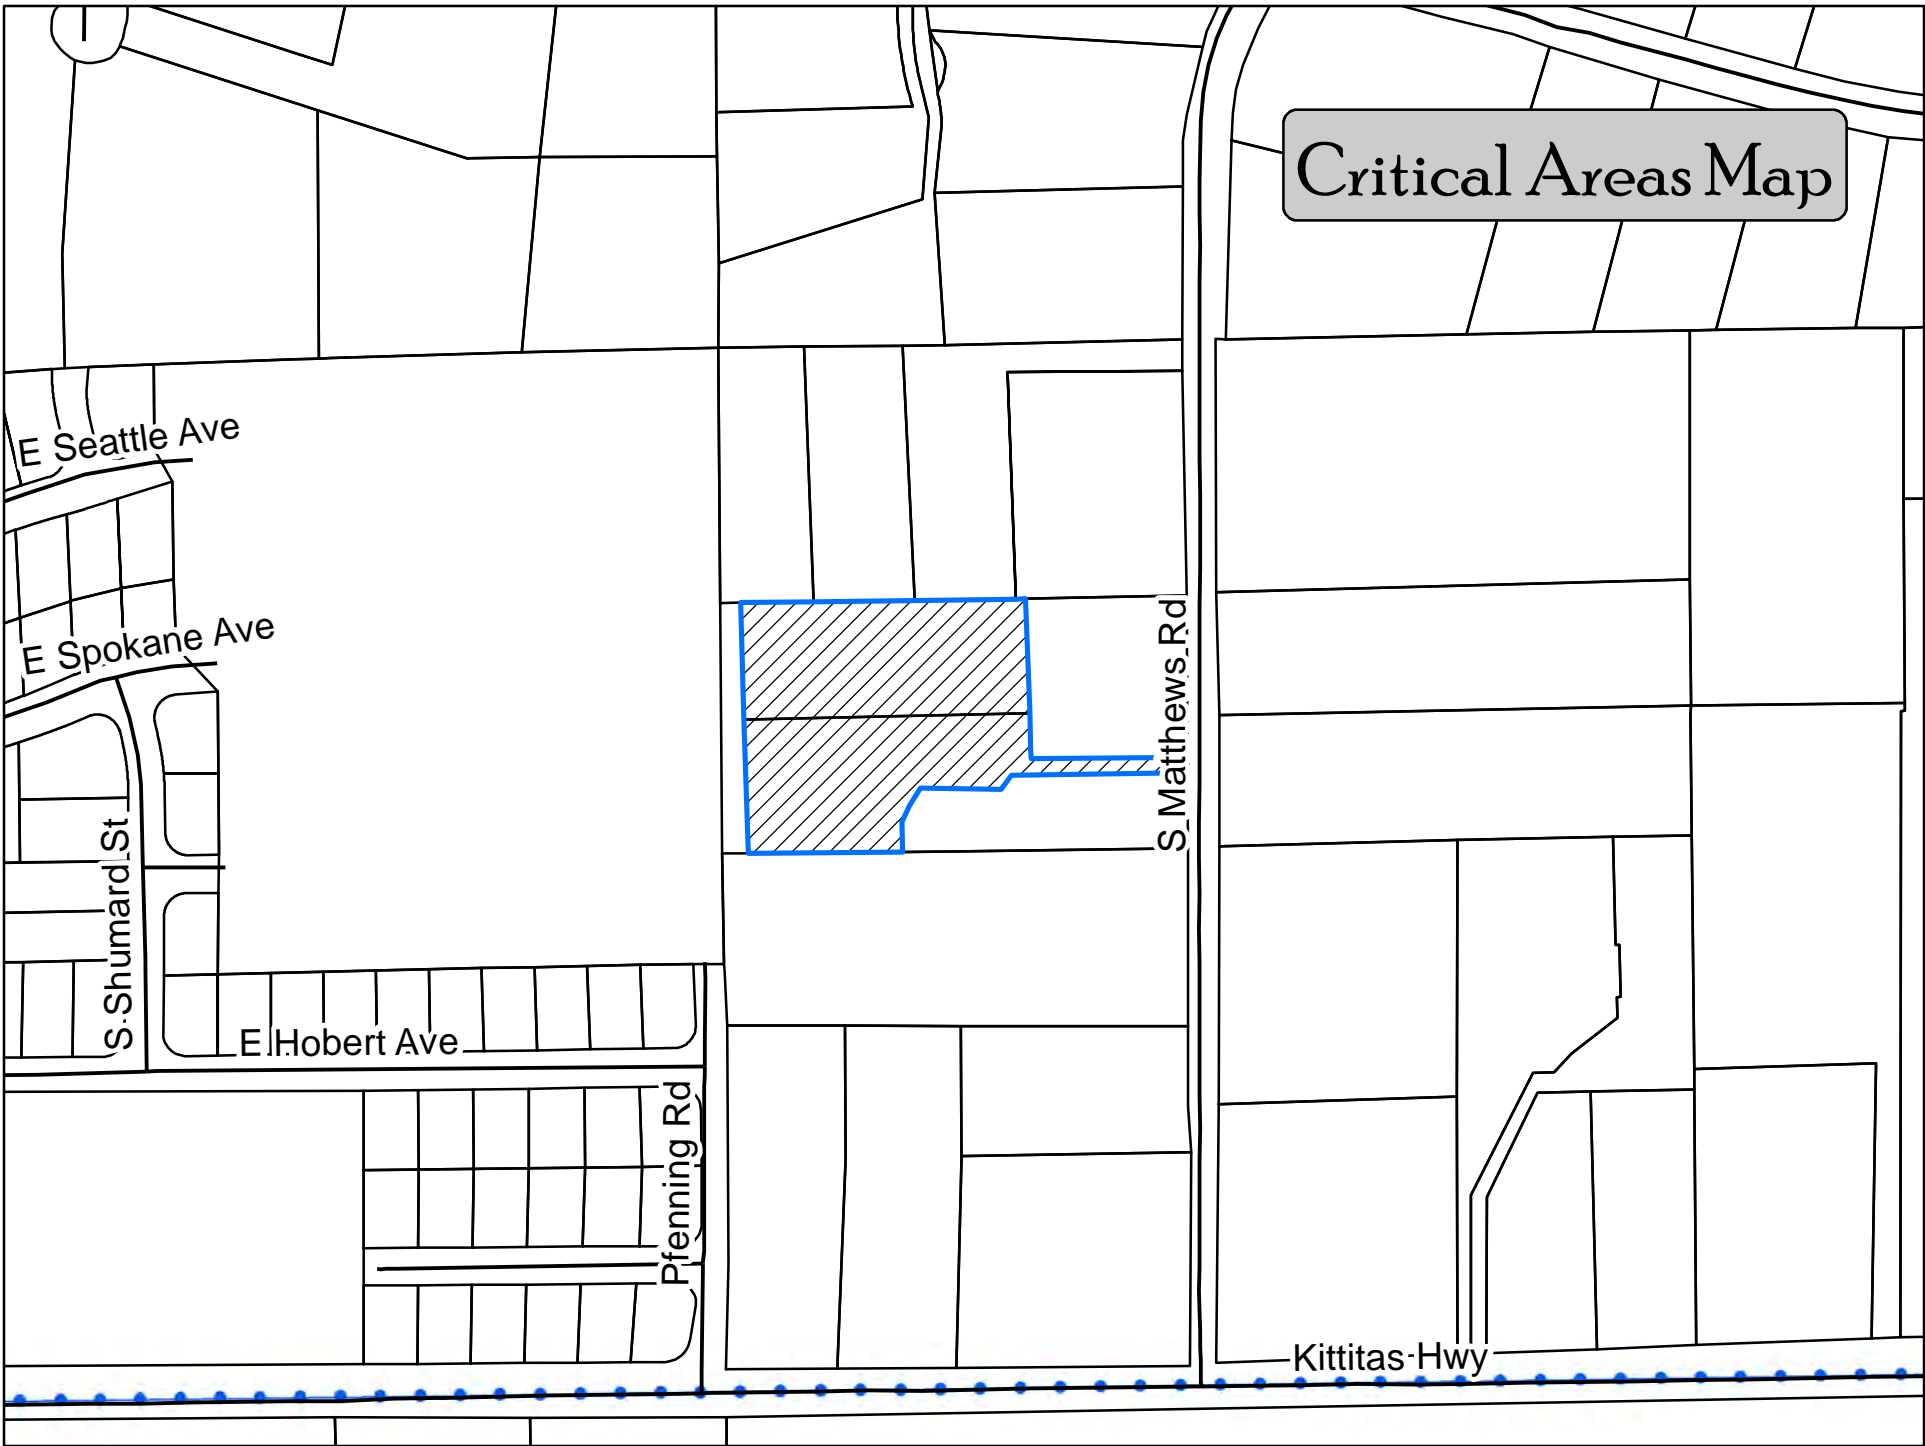 Critical Areas Map
E Seattle Ave
E Spokane Ave
S Matthews Rd
S Shumard St
E Hobert Ave
Pfenning Rd
Kittitas Hwy